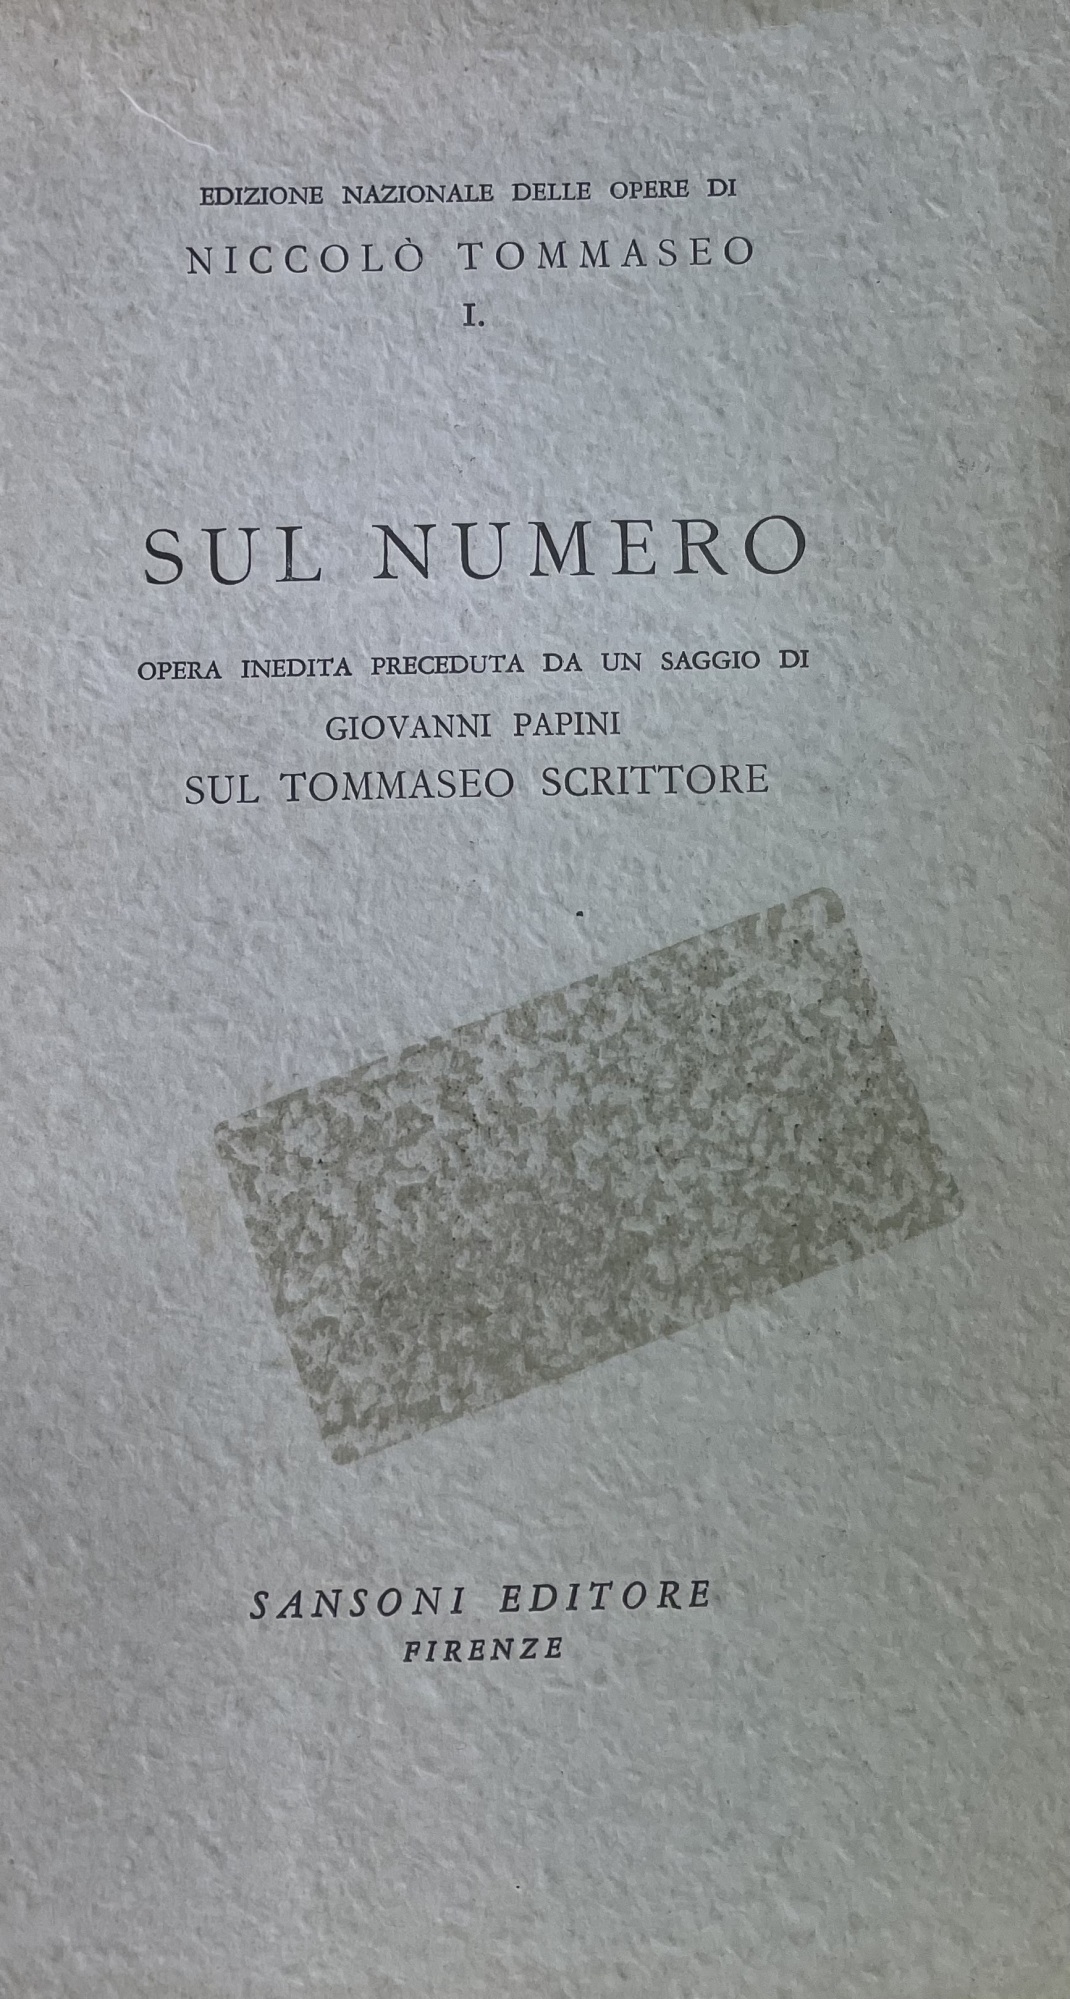 EDIZIONE NAZIONALE DELLE OPERE DI
NICCOLÒ TOMMASEO
I.
SUL NUMERO
OPERA INEDITA PRECEDUTA DA UN SAGGIO DI
GIOVANNI PAPINI
SUL TOMMASEO SCRITTORE
SANSONI EDITORE
FIRENZE